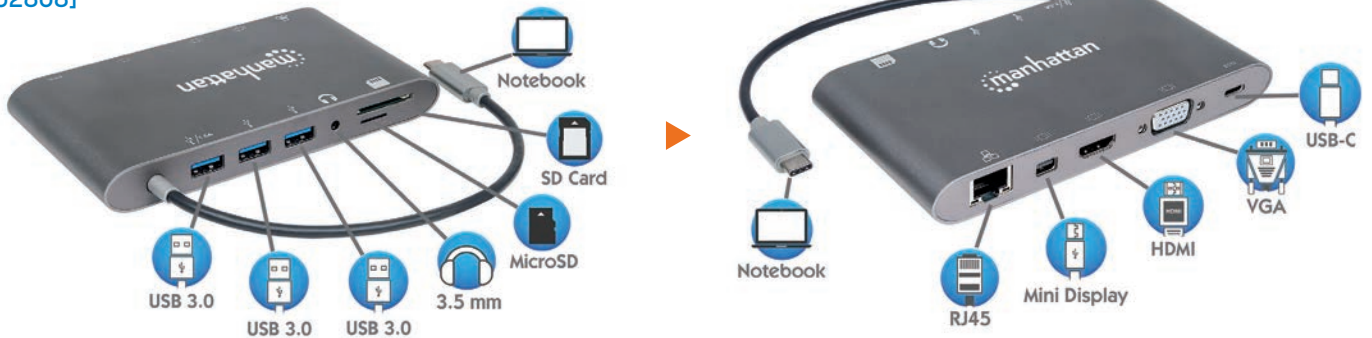 manhattan
Notebook
SD Card
MicroSD
3.5 mm
USB 3.0
USB 3.0
USB 3.0
manhattan
Notebook
RJ45
Mini Display
HDMI
HDMI
VGA
USB-C